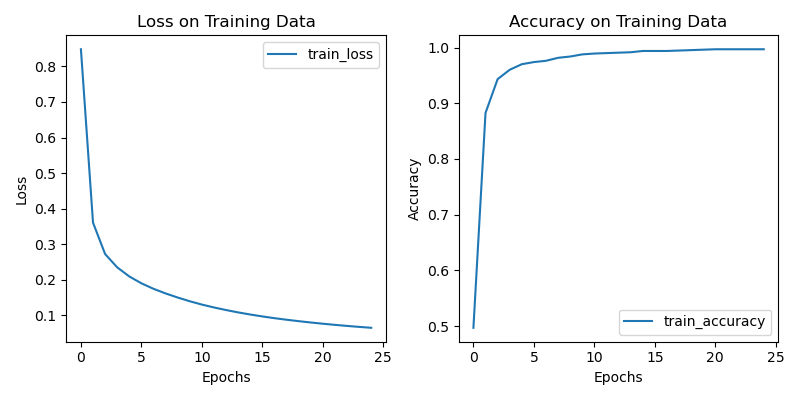 Loss on Training Data
train_loss
0.8
0.7
0.6
0.5
0.4
0.3
0.2
0.1
Loss
0 5 10 15 20 25
Epochs
Accuracy on Training Data
1.0
0.9
0.8
0.7
0.6
0.5
Accuracy
train_accuracy
0 5 10 15 20 25
Epochs